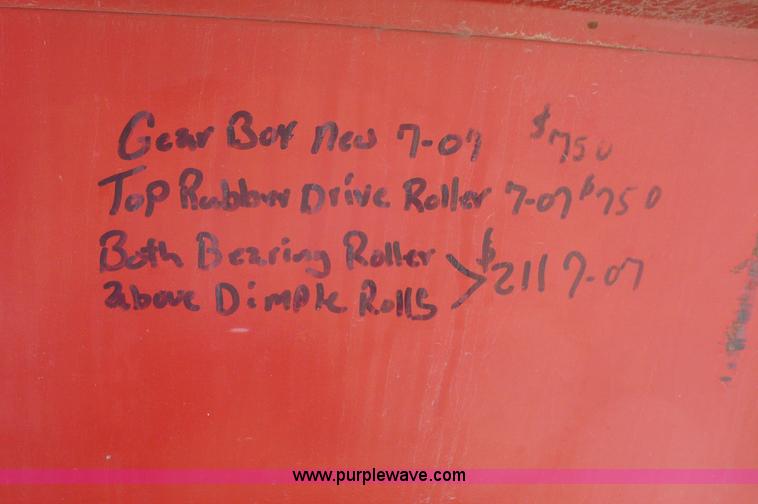 Gear Box new 7-07 $750
Top Rubber Drive Roller 7-07 $750
Both Bearing Roller
above Dimple Rolls > $211 7-07
www.purplewave.com